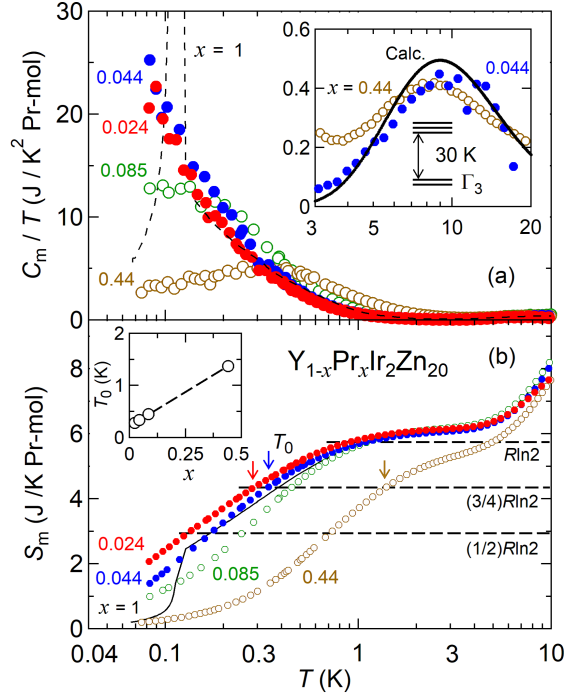 30
25
20
15
10
5
0
C_m / T (J / K² Pr-mol)
x = 1
0.044
0.024
0.085
0.44
(a)
0.6
0.4
0.2
0
Calc.
0.044
x = 0.44
30 K
Γ₃
3
5
10
20
8
6
4
2
0
S_m (J /K Pr-mol)
Y₁₋ₓPrₓIr₂Zn₂₀
(b)
2
1
0
T₀ (K)
0.0
0.5
x
T₀
Rln2
(3/4)Rln2
(1/2)Rln2
0.024
0.044
0.085
0.44
x = 1
0.04
0.1
0.3
1
3
10
T (K)